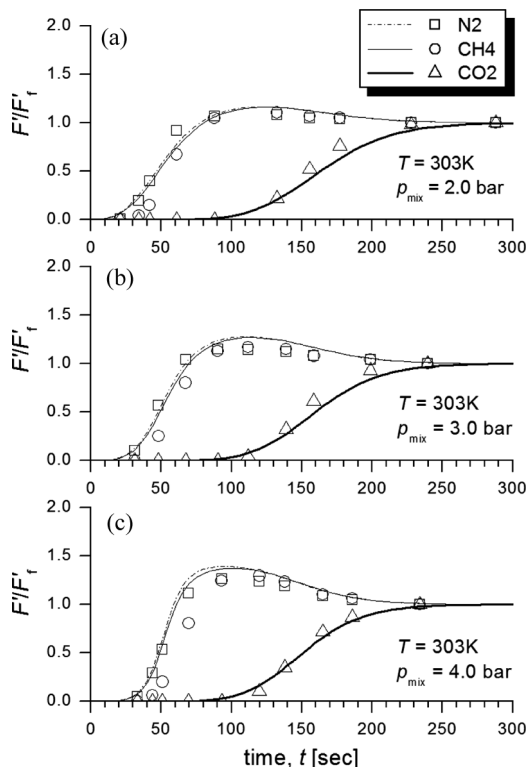 (a)
N2
CH4
CO2
F'/F'f
2.0
1.5
1.0
0.5
0.0
T = 303K
pmix = 2.0 bar
0 50 100 150 200 250 300
(b)
F'/F'f
2.0
1.5
1.0
0.5
0.0
T = 303K
pmix = 3.0 bar
0 50 100 150 200 250 300
(c)
F'/F'f
2.0
1.5
1.0
0.5
0.0
T = 303K
pmix = 4.0 bar
0 50 100 150 200 250 300
time, t [sec]